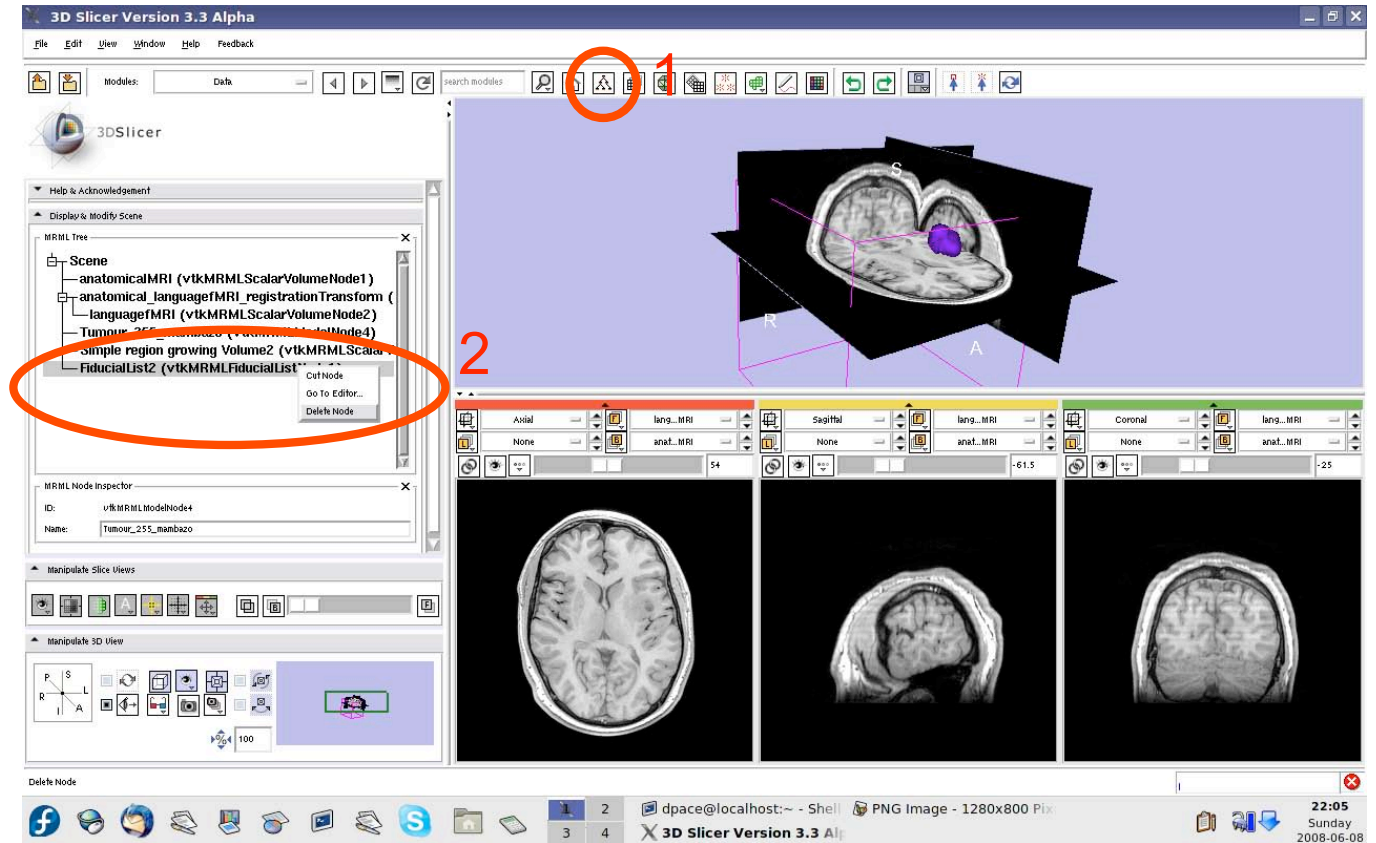 3D Slicer Version 3.3 Alpha
File Edit View Window Help Feedback
Modules: Data search modules
1
3DSlicer
Help & Acknowledgement
Display & Modify Scene
MRML Tree
Scene
anatomicalMRI (vtkMRMLScalarVolumeNode1)
anatomical_languagefMRI_registrationTransform (
languagefMRI (vtkMRMLScalarVolumeNode2)
Tumour_255_mambazo (vtkMRMLModelNode4)
Simple region growing Volume2 (vtkMRMLScalar
FiducialList2 (vtkMRMLFiducialList
Cut Node
Go To Editor...
Delete Node
2
S
R
A
MRML Node Inspector
ID: vtkMRMLModelNode4
Name: Tumour_255_mambazo
Manipulate Slice Views
Manipulate 3D View
P S
R L
I A
100
Axial lang...MRI
None anat...MRI
54
Sagittal lang...MRI
None anat...MRI
-61.5
Coronal lang...MRI
None anat...MRI
-25
Delete Node
1 2
3 4
dpace@localhost:~ - Shell
PNG Image - 1280x800 Pix
3D Slicer Version 3.3 Al
22:05
Sunday
2008-06-08